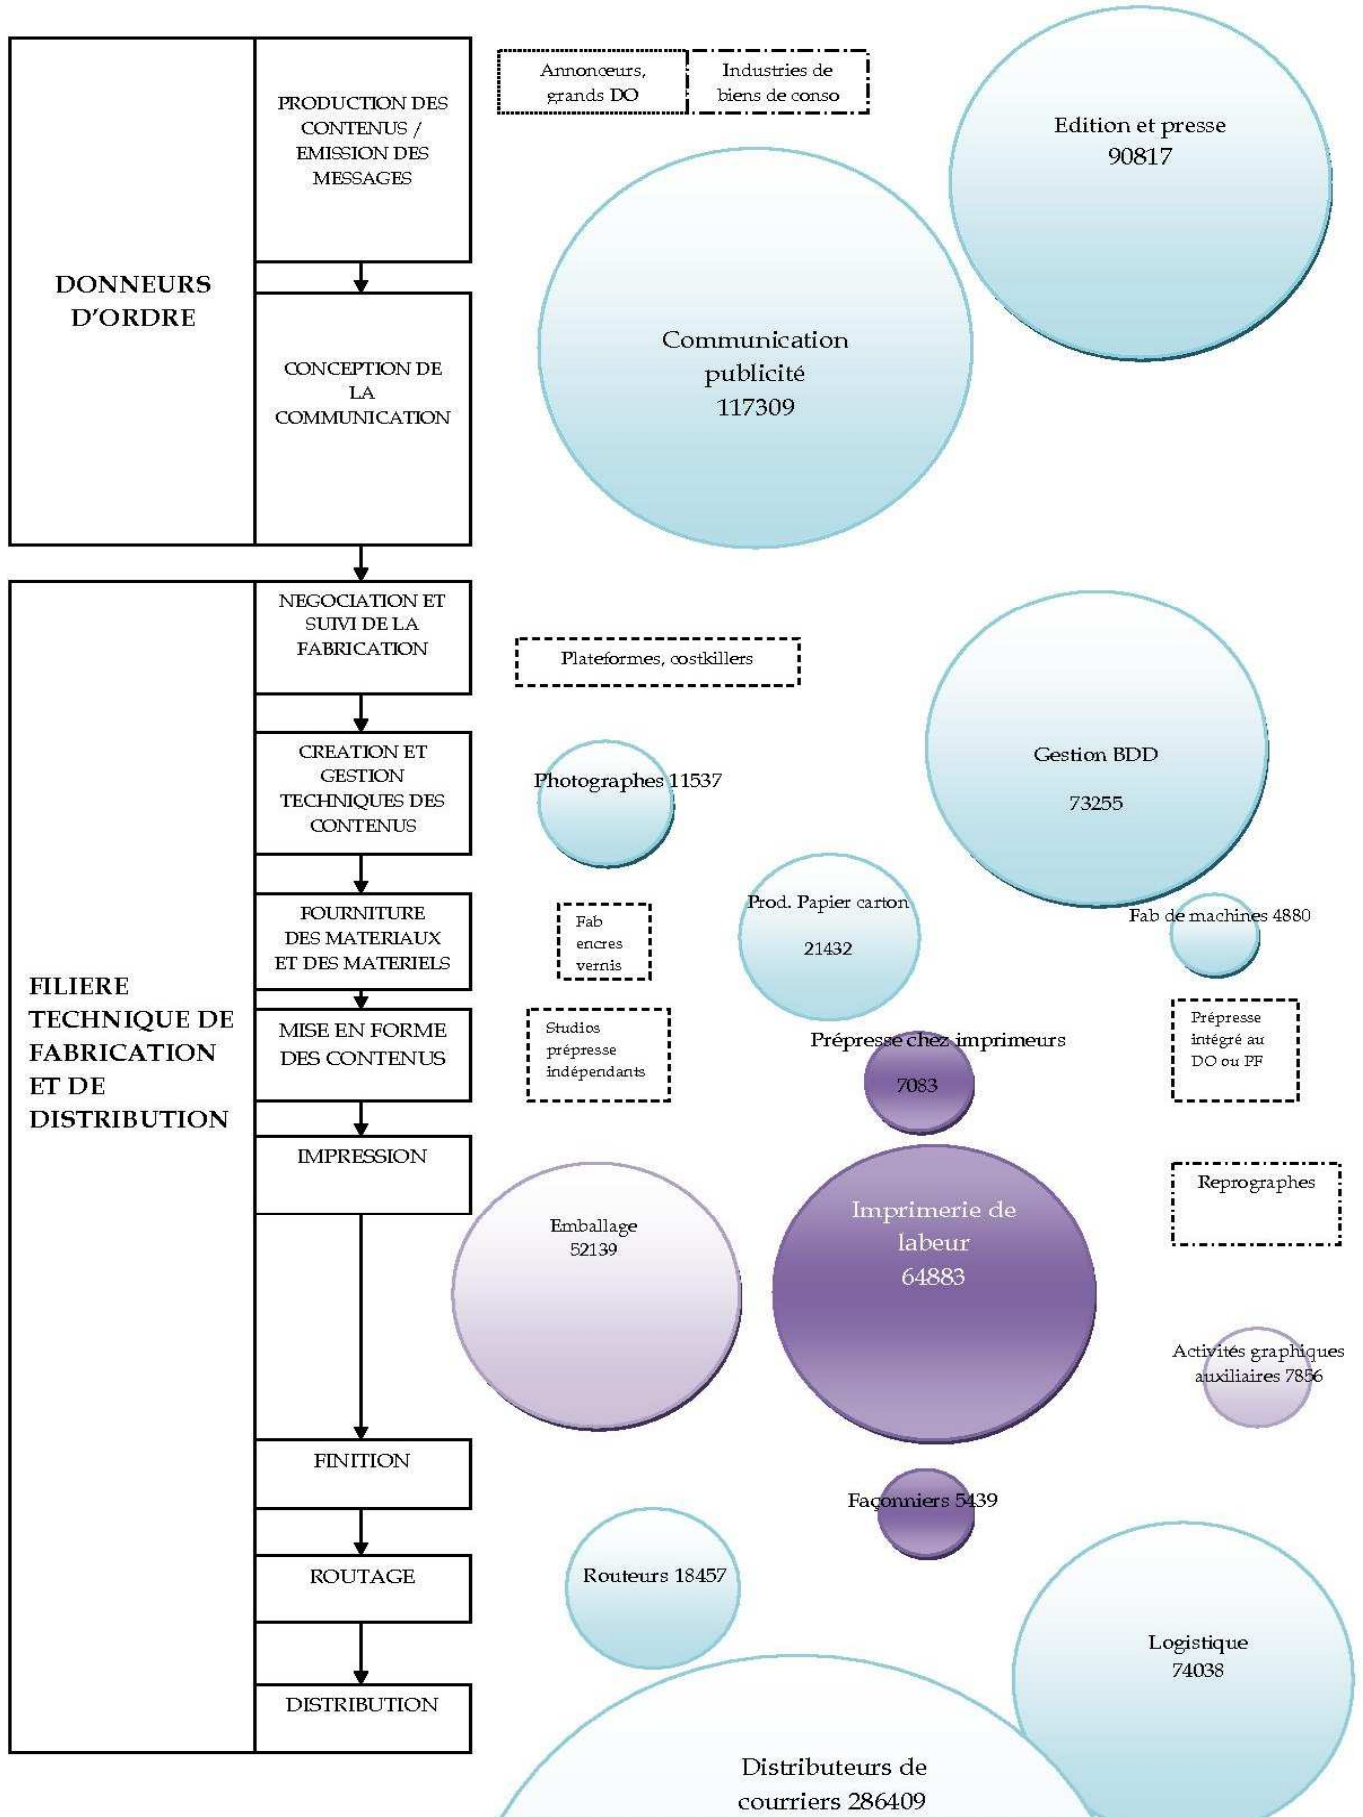 DONNEURS
D'ORDRE
PRODUCTION DES
CONTENUS /
EMISSION DES
MESSAGES
CONCEPTION DE
LA
COMMUNICATION
Annonceurs,
grands DO
Industries de
biens de conso
Edition et presse
90817
Communication
publicité
117309
FILIERE
TECHNIQUE DE
FABRICATION
ET DE
DISTRIBUTION
NEGOCIATION ET
SUIVI DE LA
FABRICATION
Plateformes, costkillers
CREATION ET
GESTION
TECHNIQUES DES
CONTENUS
Photographes 11537
Gestion BDD
73255
FOURNITURE
DES MATERIAUX
ET DES MATERIELS
Fab
encres
vernis
Prod. Papier carton
21432
Fab de machines 4880
MISE EN FORME
DES CONTENUS
Studios
prépresse
indépendants
Prépresse chez imprimeurs
7083
Prépresse
intégré au
DO ou PF
IMPRESSION
Emballage
52139
Imprimerie de
labeur
64883
Reprographes
Activités graphiques
auxiliaires 7856
FINITION
Façonniers 5439
ROUTAGE
Routeurs 18457
Logistique
74038
DISTRIBUTION
Distributeurs de
courriers 286409